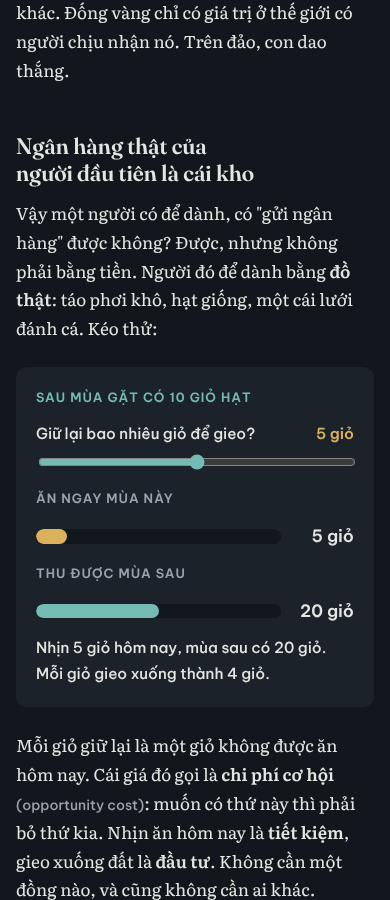 khác. Đống vàng chỉ có giá trị ở thế giới có
người chịu nhận nó. Trên đảo, con dao
thắng.
Ngân hàng thật của
người đầu tiên là cái kho
Vậy một người có để dành, có "gửi ngân
hàng" được không? Được, nhưng không
phải bằng tiền. Người đó để dành bằng đồ
thật: táo phơi khô, hạt giống, một cái lưới
đánh cá. Kéo thử:
SAU MÙA GẶT CÓ 10 GIỎ HẠT
Giữ lại bao nhiêu giỏ để gieo? 5 giỏ
ĂN NGAY MÙA NÀY
5 giỏ
THU ĐƯỢC MÙA SAU
20 giỏ
Nhịn 5 giỏ hôm nay, mùa sau có 20 giỏ.
Mỗi giỏ gieo xuống thành 4 giỏ.
Mỗi giỏ giữ lại là một giỏ không được ăn
hôm nay. Cái giá đó gọi là chi phí cơ hội
(opportunity cost): muốn có thứ này thì phải
bỏ thứ kia. Nhịn ăn hôm nay là tiết kiệm,
gieo xuống đất là đầu tư. Không cần một
đồng nào, và cũng không cần ai khác.